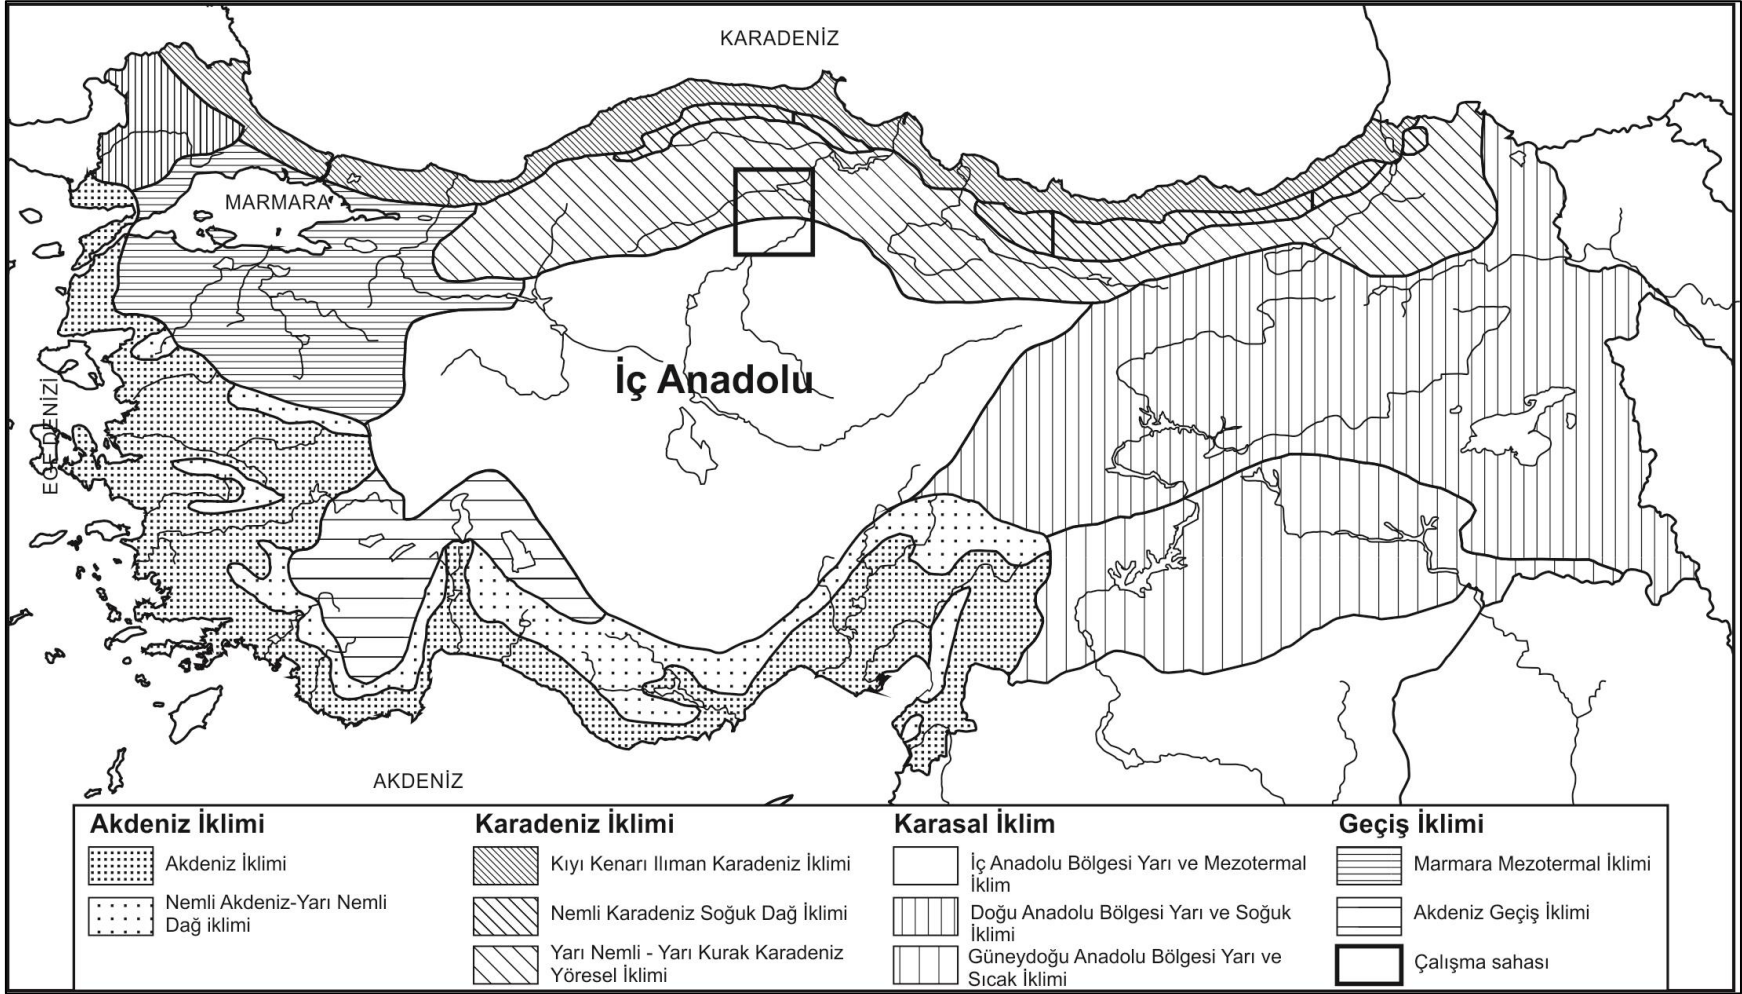 KARADENİZ
MARMARA
İç Anadolu
EGE DENİZİ
AKDENİZ
Akdeniz İklimi
Akdeniz İklimi
Nemli Akdeniz-Yarı Nemli
Dağ iklimi
Karadeniz İklimi
Kıyı Kenarı Ilıman Karadeniz İklimi
Nemli Karadeniz Soğuk Dağ İklimi
Yarı Nemli - Yarı Kurak Karadeniz
Yöresel İklimi
Karasal İklim
İç Anadolu Bölgesi Yarı ve Mezotermal
İklim
Doğu Anadolu Bölgesi Yarı ve Soğuk
İklimi
Güneydoğu Anadolu Bölgesi Yarı ve
Sıcak İklimi
Geçiş İklimi
Marmara Mezotermal İklimi
Akdeniz Geçiş İklimi
Çalışma sahası